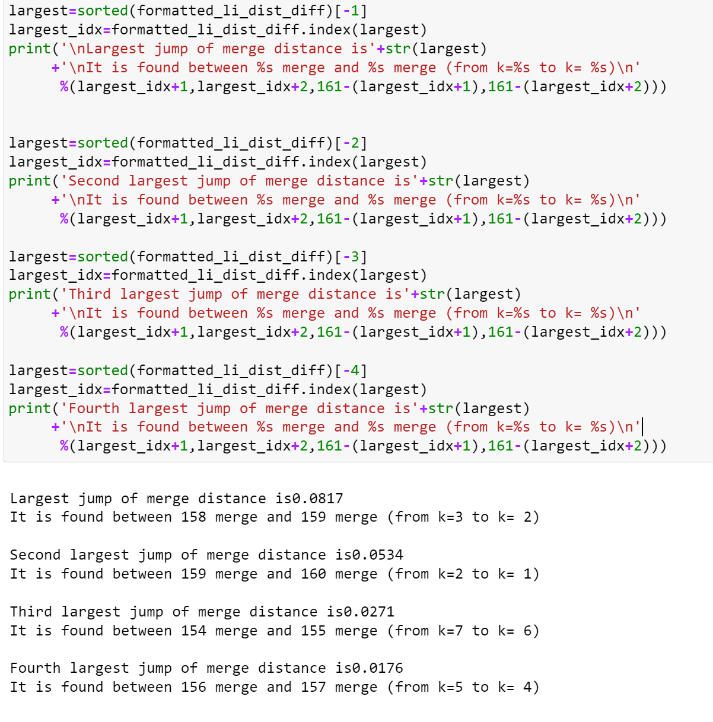 largest=sorted(formatted_li_dist_diff)[-1]
largest_idx=formatted_li_dist_diff.index(largest)
print('\nLargest jump of merge distance is'+str(largest)
     +'\nIt is found between %s merge and %s merge (from k=%s to k= %s)\n'
      %(largest_idx+1,largest_idx+2,161-(largest_idx+1),161-(largest_idx+2)))
largest=sorted(formatted_li_dist_diff)[-2]
largest_idx=formatted_li_dist_diff.index(largest)
print('Second largest jump of merge distance is'+str(largest)
     +'\nIt is found between %s merge and %s merge (from k=%s to k= %s)\n'
      %(largest_idx+1,largest_idx+2,161-(largest_idx+1),161-(largest_idx+2)))
largest=sorted(formatted_li_dist_diff)[-3]
largest_idx=formatted_li_dist_diff.index(largest)
print('Third largest jump of merge distance is'+str(largest)
     +'\nIt is found between %s merge and %s merge (from k=%s to k= %s)\n'
      %(largest_idx+1,largest_idx+2,161-(largest_idx+1),161-(largest_idx+2)))
largest=sorted(formatted_li_dist_diff)[-4]
largest_idx=formatted_li_dist_diff.index(largest)
print('Fourth largest jump of merge distance is'+str(largest)
     +'\nIt is found between %s merge and %s merge (from k=%s to k= %s)\n'
      %(largest_idx+1,largest_idx+2,161-(largest_idx+1),161-(largest_idx+2)))
Largest jump of merge distance is0.0817
It is found between 158 merge and 159 merge (from k=3 to k= 2)
Second largest jump of merge distance is0.0534
It is found between 159 merge and 160 merge (from k=2 to k= 1)
Third largest jump of merge distance is0.0271
It is found between 154 merge and 155 merge (from k=7 to k= 6)
Fourth largest jump of merge distance is0.0176
It is found between 156 merge and 157 merge (from k=5 to k= 4)